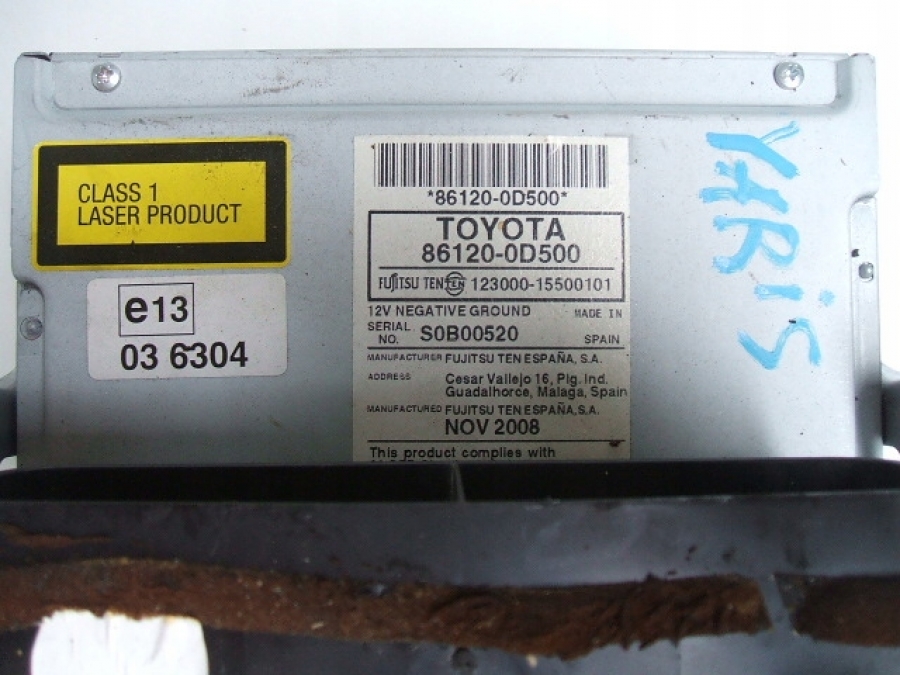 CLASS 1
LASER PRODUCT
e13
03 6304
*86120-0D500*
TOYOTA
86120-0D500
FUJITSU TEN TEN 123000-15500101
12V NEGATIVE GROUND MADE IN
SERIAL NO. S0B00520 SPAIN
MANUFACTURER FUJITSU TEN ESPAÑA, S.A.
ADDRESS Cesar Vallejo 16, Plg. Ind.
Guadalhorce, Malaga, Spain
MANUFACTURED FUJITSU TEN ESPAÑA, S.A.
NOV 2008
This product complies with
YARiS